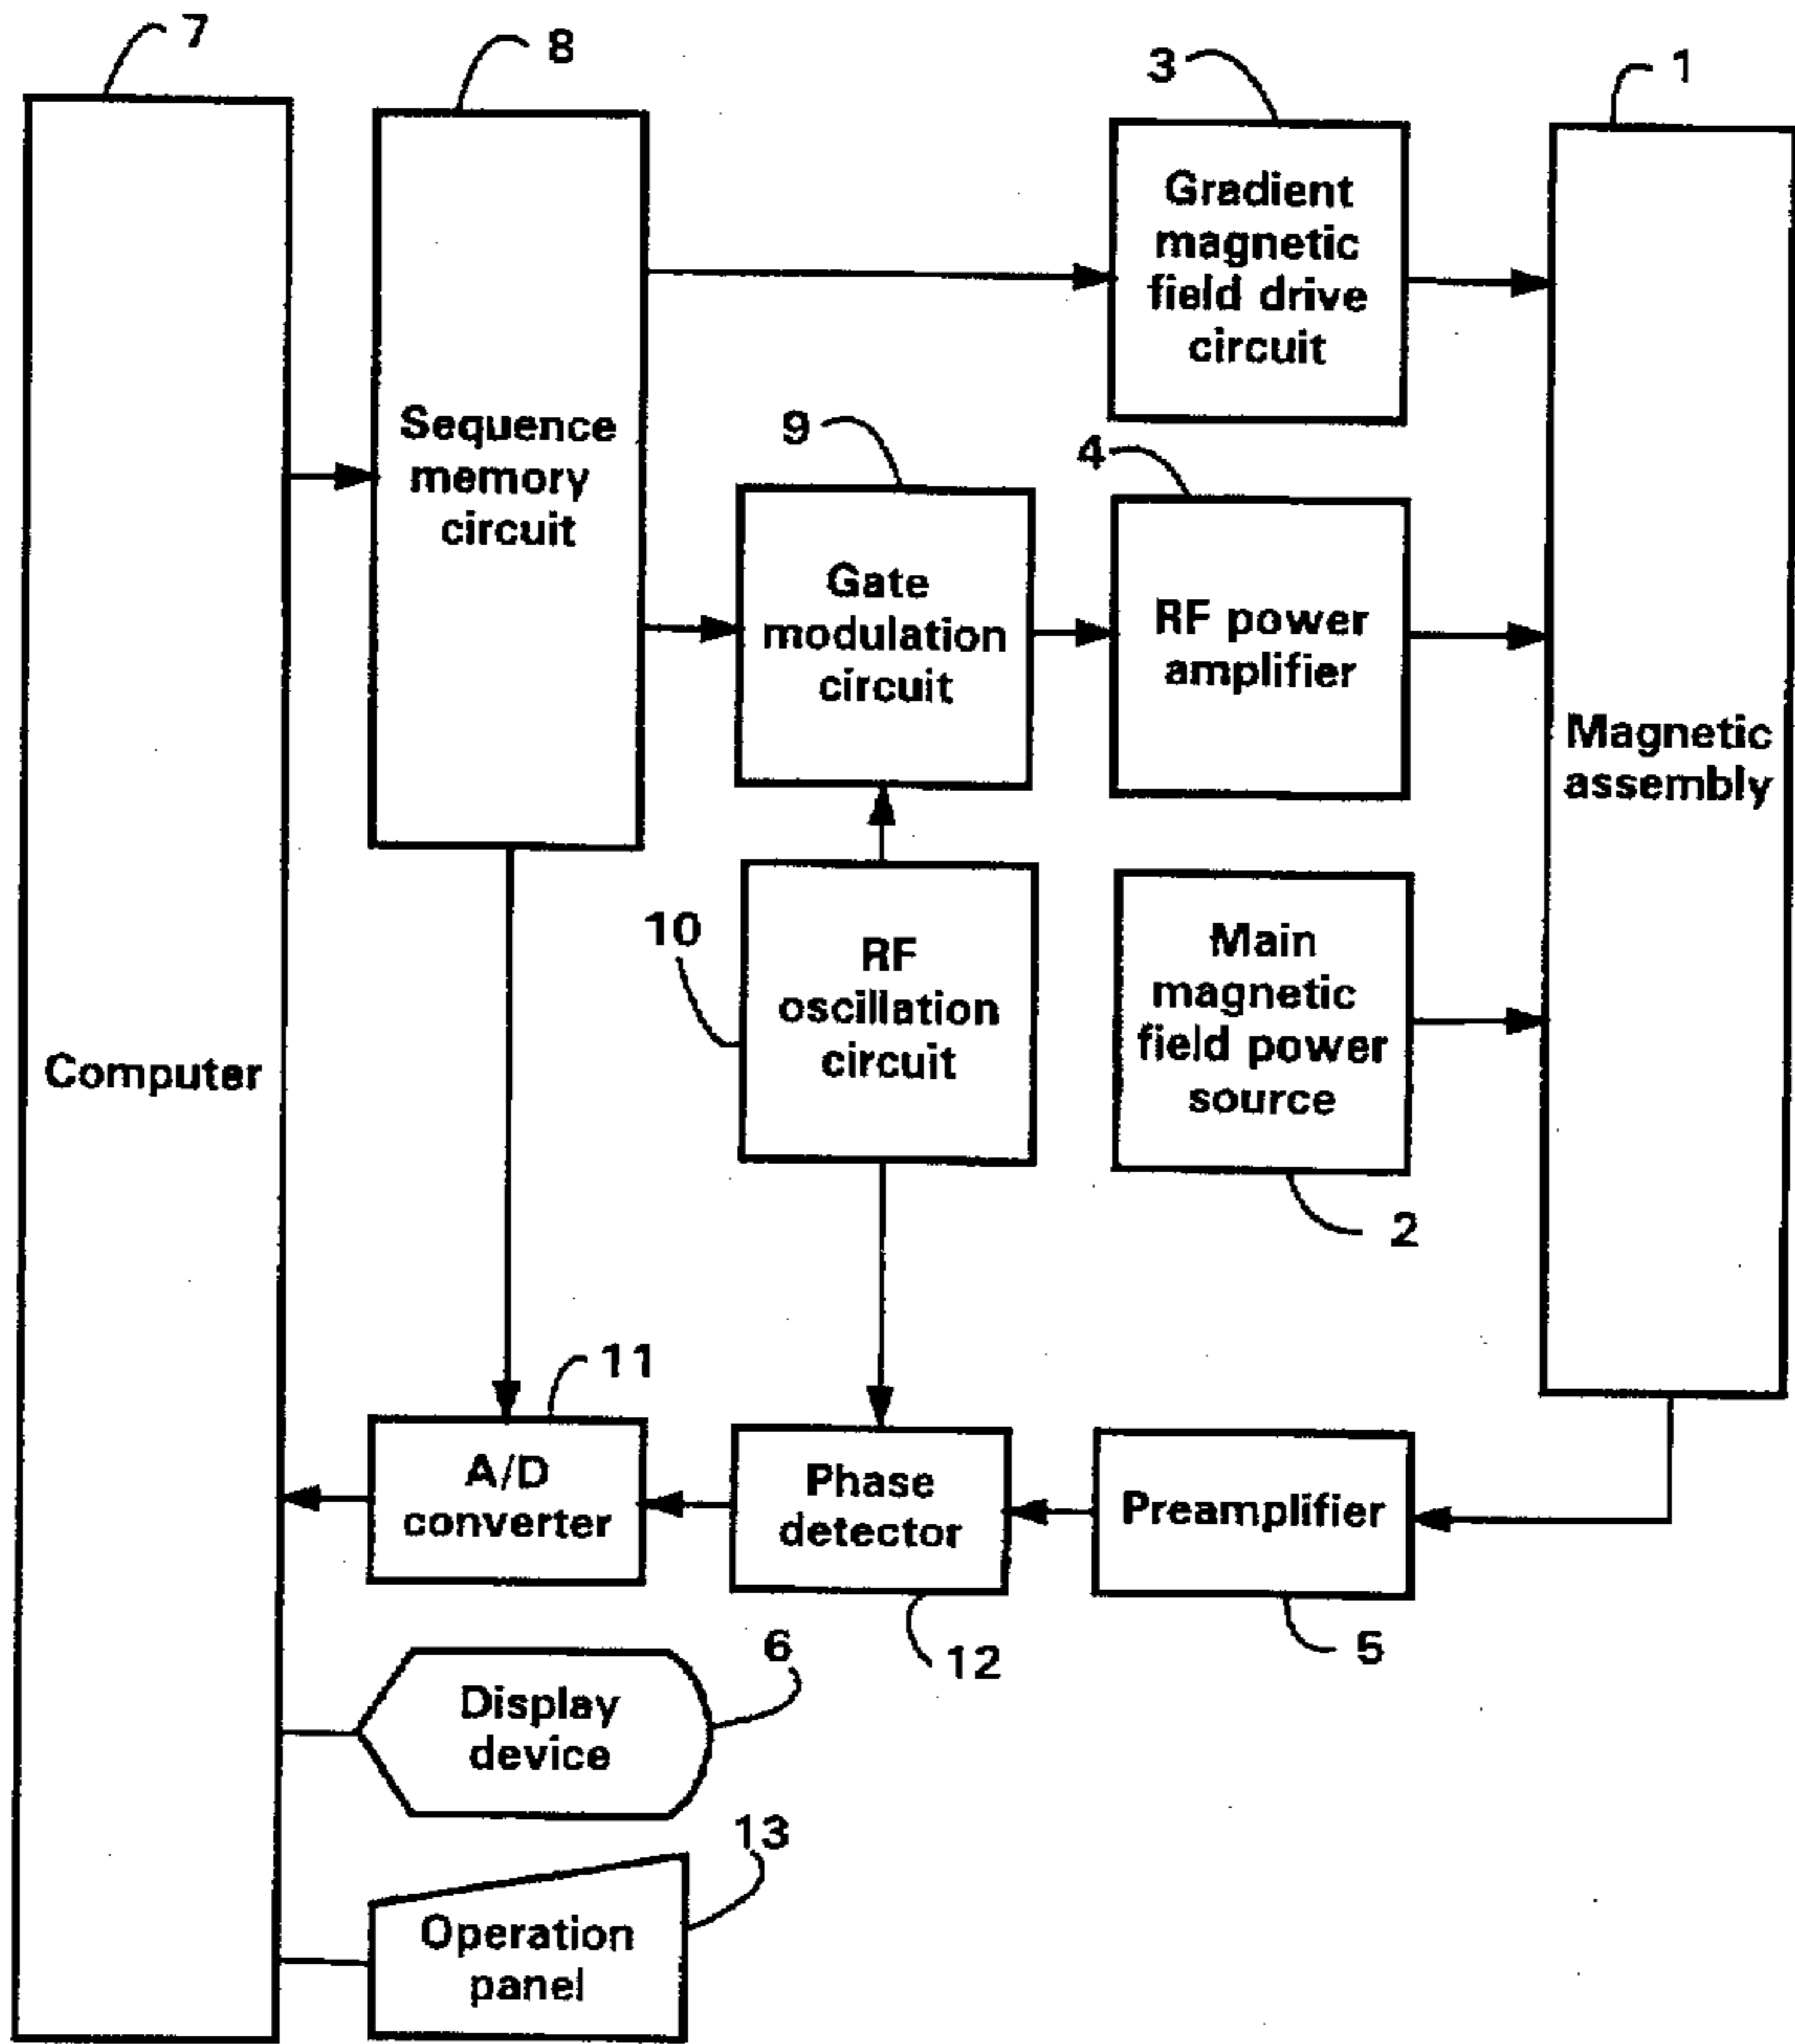 7
8
3
1
Gradient
magnetic
field drive
circuit
Sequence
memory
circuit
9
4
Gate
modulation
circuit
RF power
amplifier
Magnetic
assembly
10
RF
oscillation
circuit
Main
magnetic
field power
source
Computer
2
11
A/D
converter
Phase
detector
Preamplifier
12
5
6
Display
device
13
Operation
panel